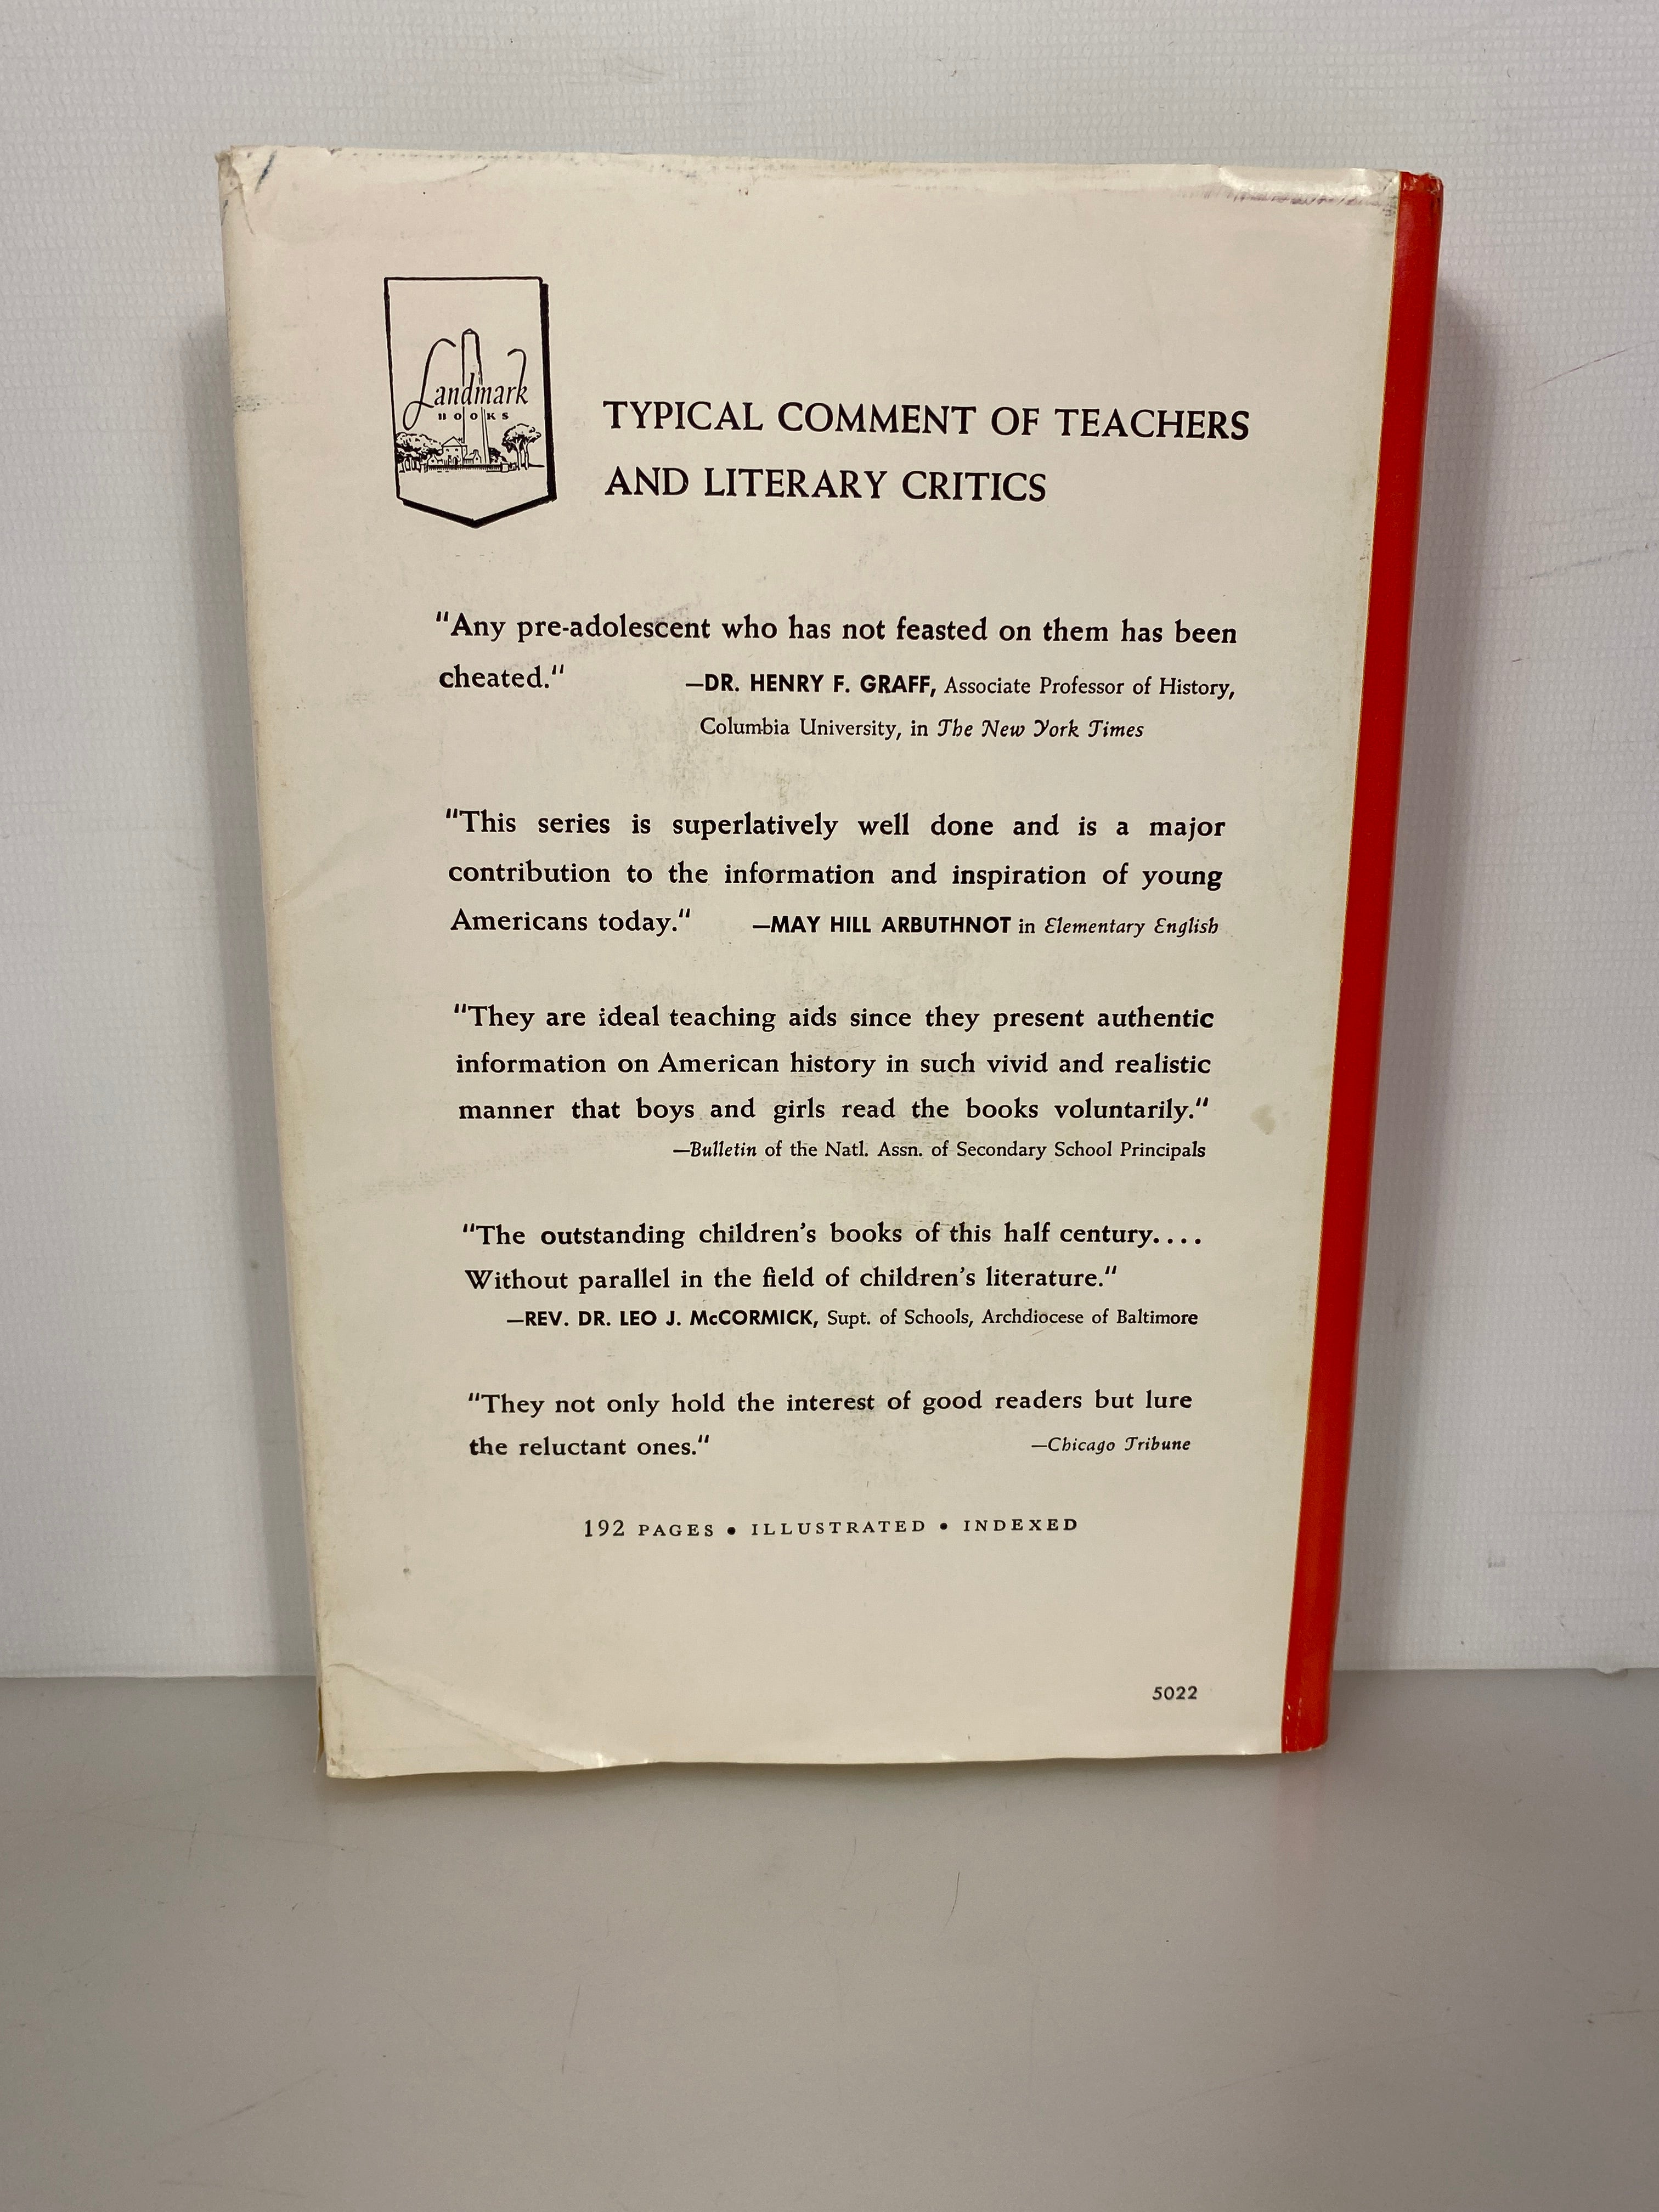 Landmark
BOOKS
TYPICAL COMMENT OF TEACHERS
AND LITERARY CRITICS
"Any pre-adolescent who has not feasted on them has been
cheated." —DR. HENRY F. GRAFF, Associate Professor of History,
Columbia University, in The New York Times
"This series is superlatively well done and is a major
contribution to the information and inspiration of young
Americans today." —MAY HILL ARBUTHNOT in Elementary English
"They are ideal teaching aids since they present authentic
information on American history in such vivid and realistic
manner that boys and girls read the books voluntarily."
—Bulletin of the Natl. Assn. of Secondary School Principals
"The outstanding children's books of this half century....
Without parallel in the field of children's literature."
—REV. DR. LEO J. McCORMICK, Supt. of Schools, Archdiocese of Baltimore
"They not only hold the interest of good readers but lure
the reluctant ones." —Chicago Tribune
192 PAGES • ILLUSTRATED • INDEXED
5022